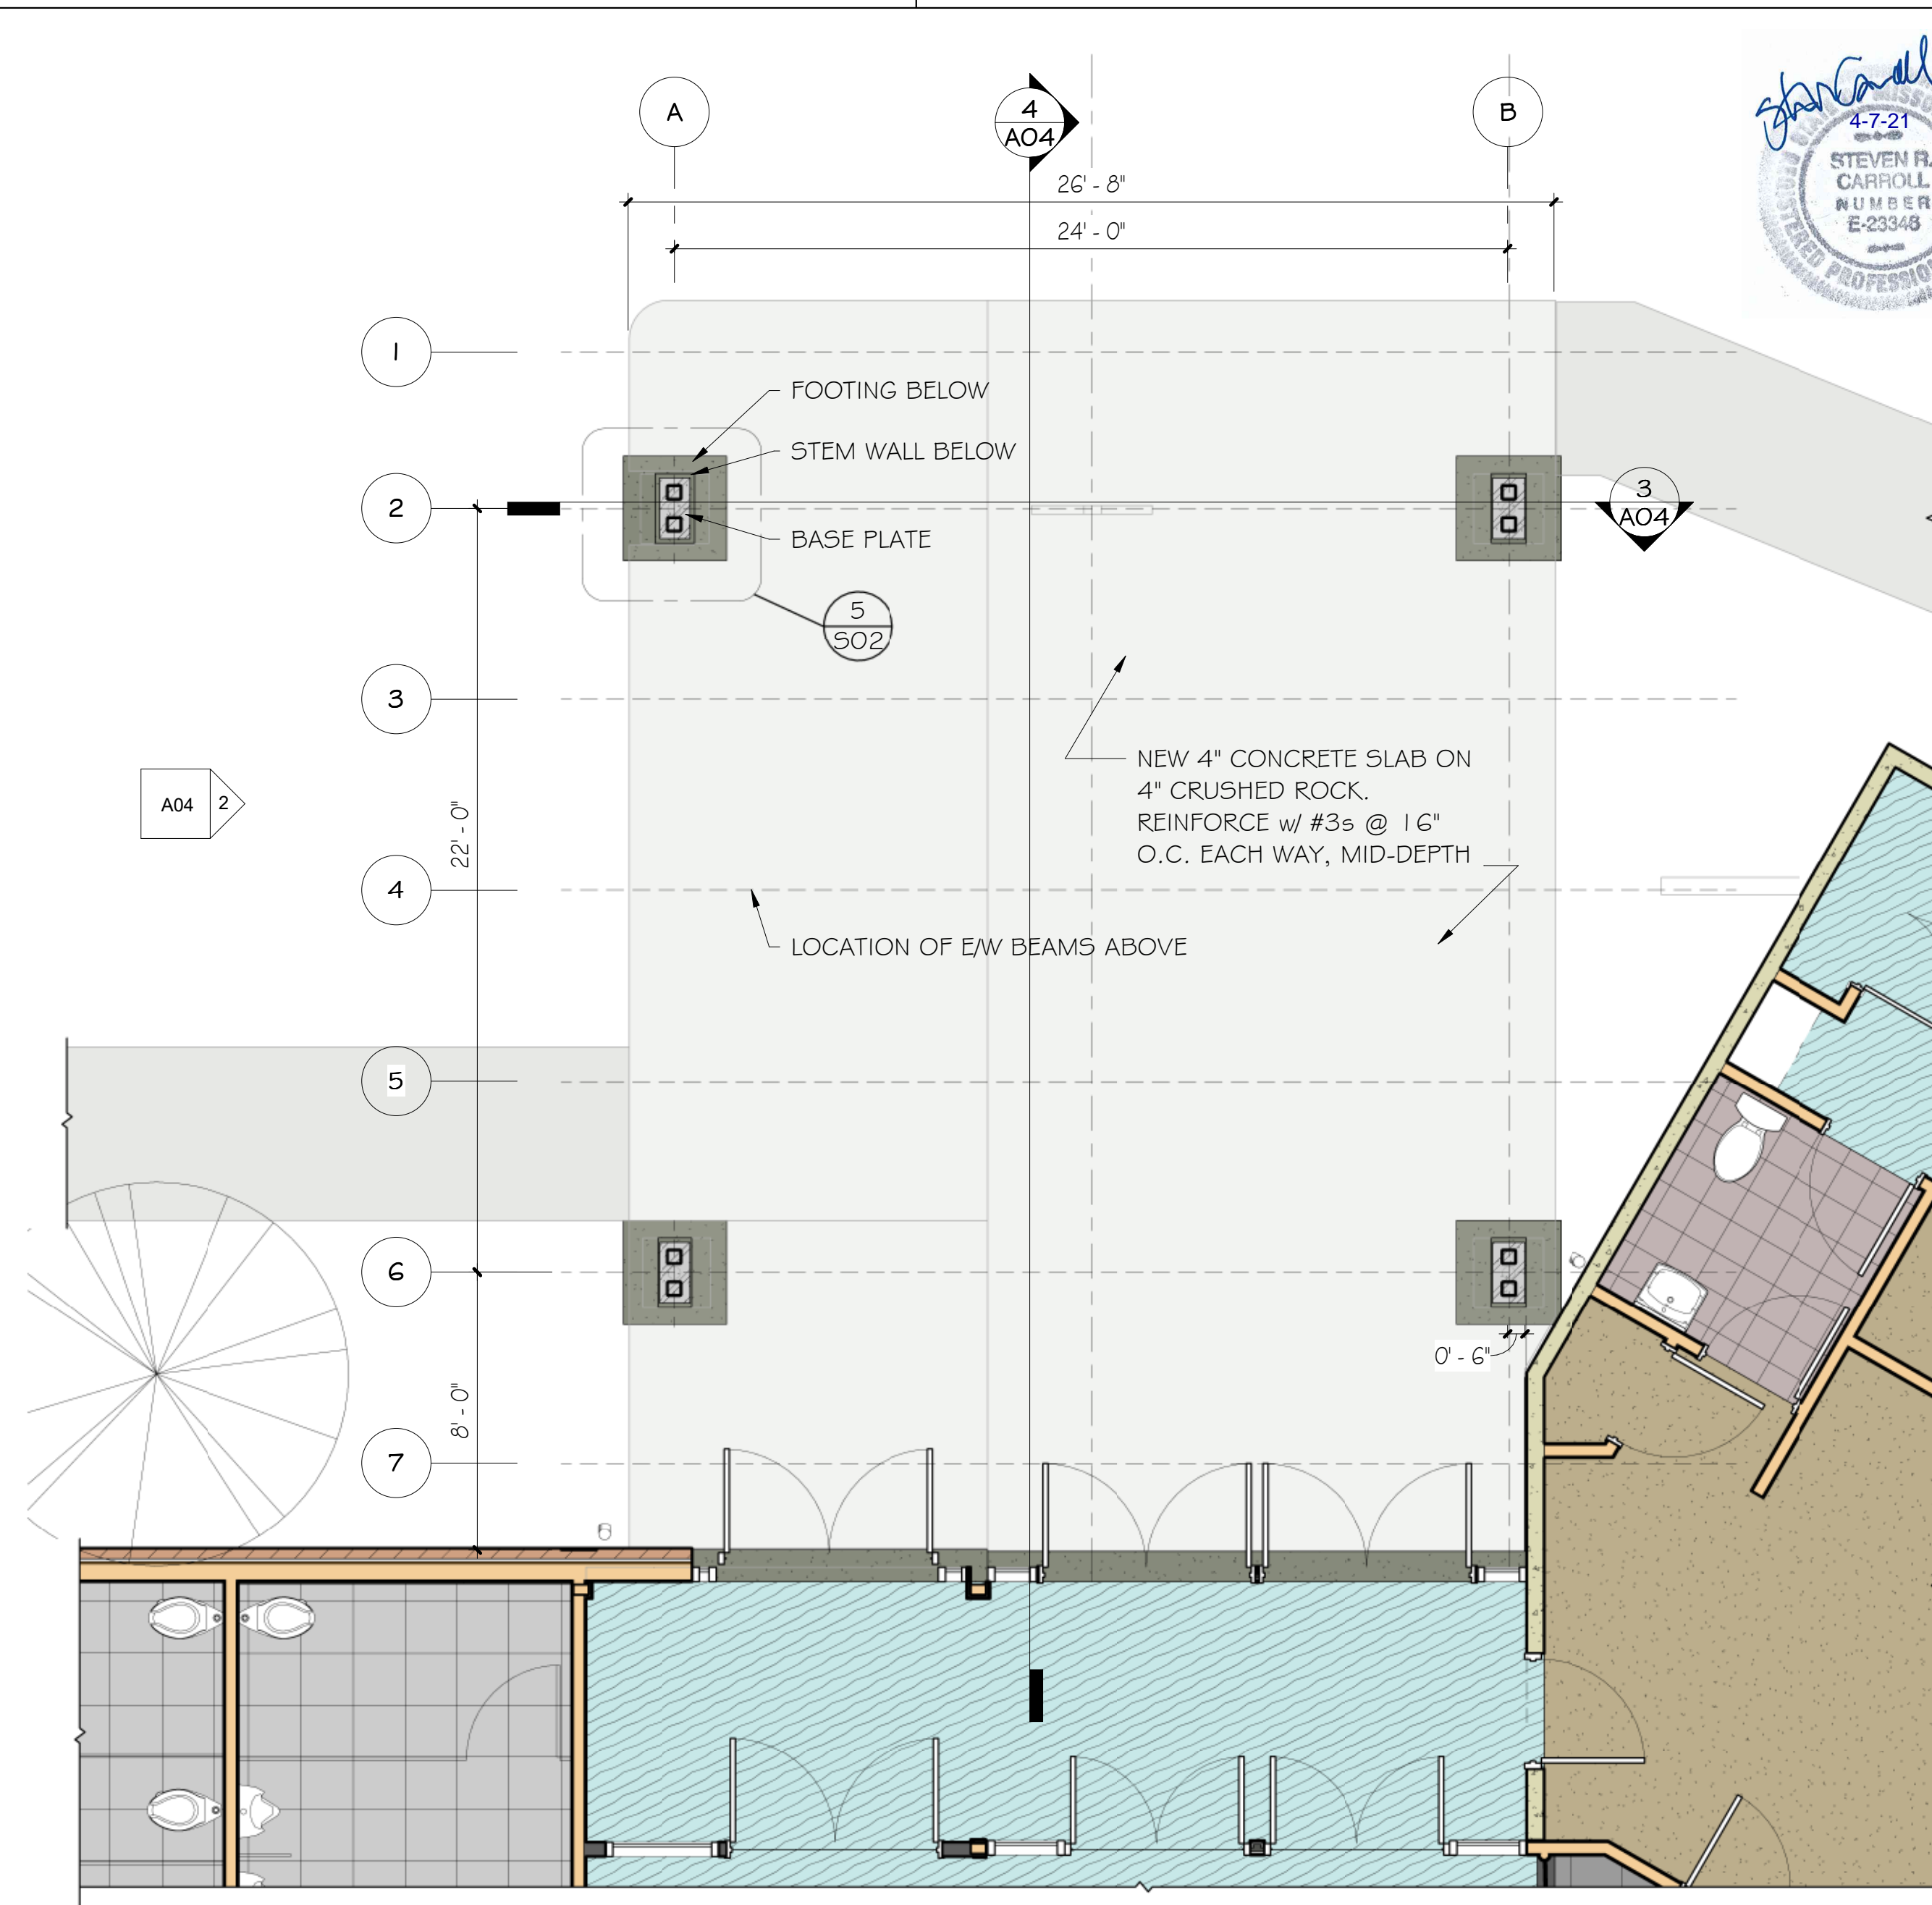 A
4
A04
B
26' - 8"
24' - 0"
4-7-21
STEVEN R.
CARROLL
NUMBER
E-23348
1
FOOTING BELOW
STEM WALL BELOW
2
BASE PLATE
3
A04
5
S02
3
NEW 4" CONCRETE SLAB ON
4" CRUSHED ROCK.
REINFORCE w/ #3s @ 16"
O.C. EACH WAY, MID-DEPTH
A04
2
22' - 0"
4
LOCATION OF E/W BEAMS ABOVE
5
6
0' - 6"
8' - 0"
7